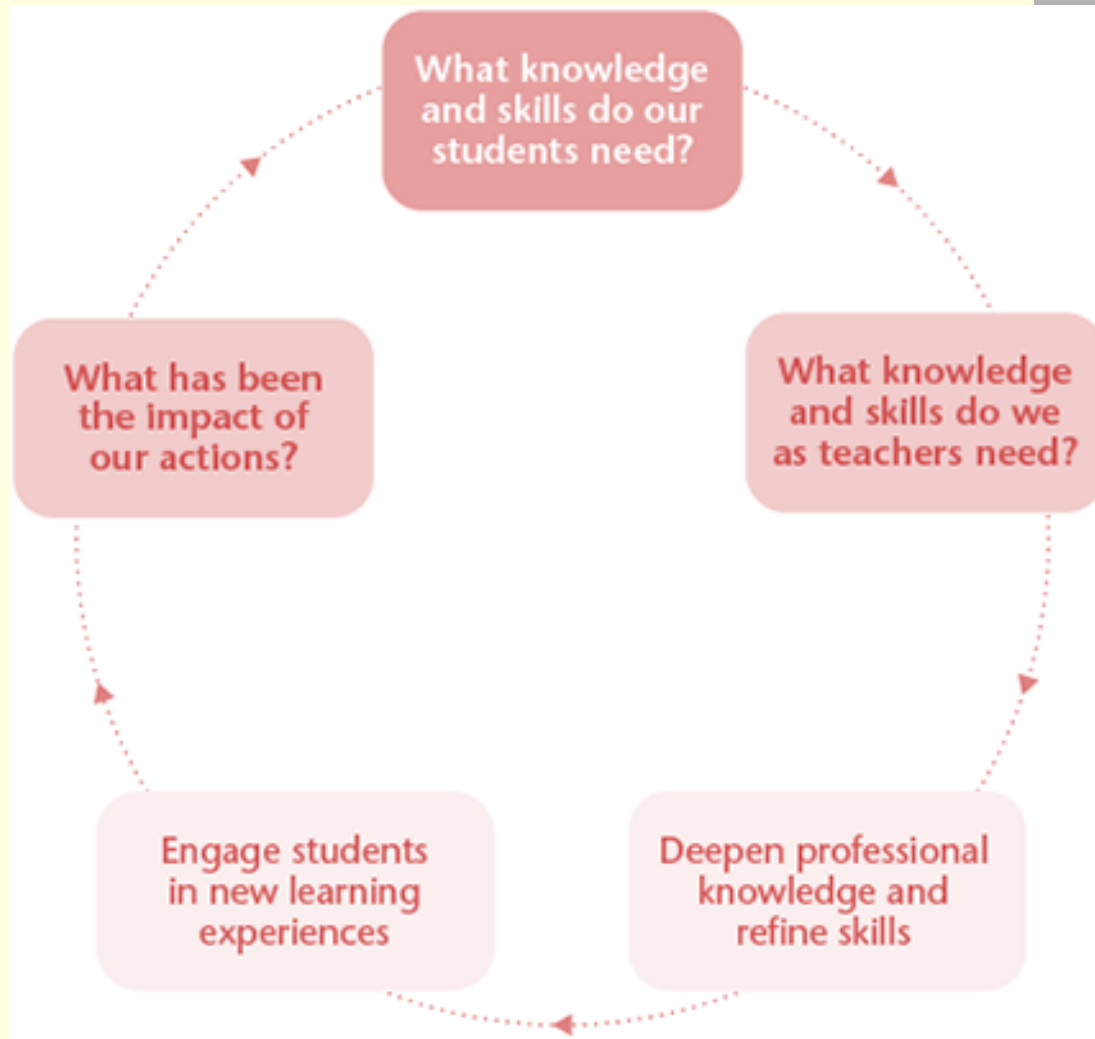 What knowledge
and skills do our
students need?
What knowledge
and skills do we
as teachers need?
Deepen professional
knowledge and
refine skills
Engage students
in new learning
experiences
What has been
the impact of
our actions?